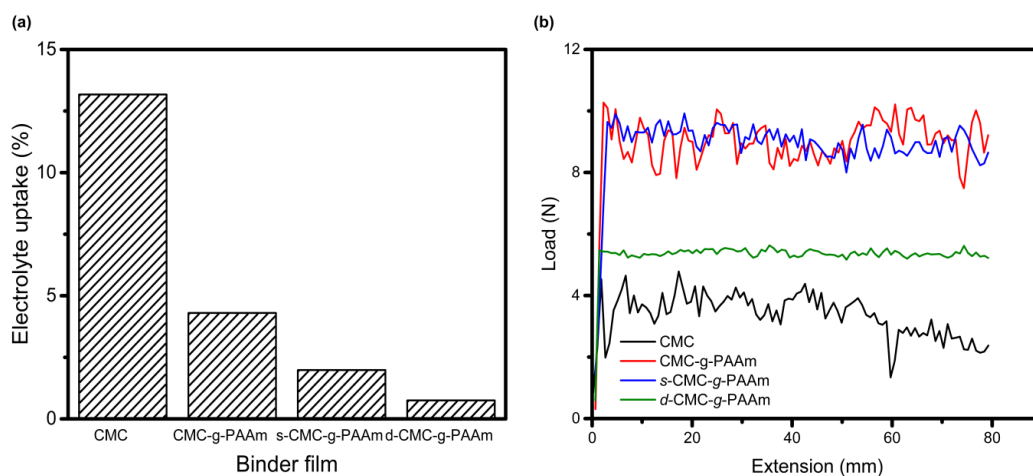 (a)
15
10
5
0
Electrolyte uptake (%)
CMC
CMC-g-PAAm
s-CMC-g-PAAm
d-CMC-g-PAAm
Binder film
(b)
12
8
4
0
Load (N)
CMC
CMC-g-PAAm
s-CMC-g-PAAm
d-CMC-g-PAAm
0 20 40 60 80
Extension (mm)